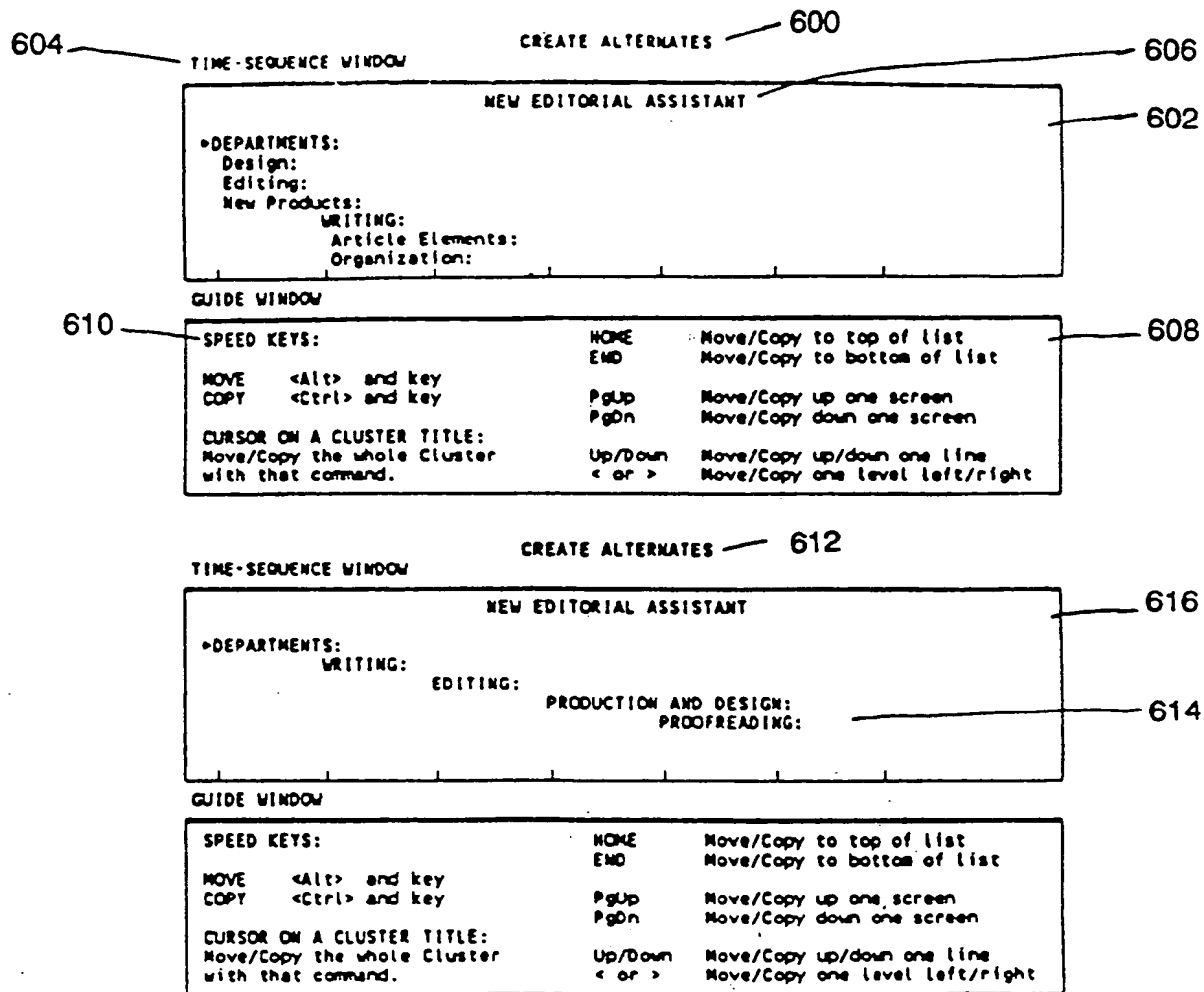 CREATE ALTERNATES 600
604 TIME-SEQUENCE WINDOW
606
NEW EDITORIAL ASSISTANT
602
▸DEPARTMENTS:
Design:
Editing:
New Products:
WRITING:
Article Elements:
Organization:
GUIDE WINDOW
610 SPEED KEYS: HOME Move/Copy to top of list 608
END Move/Copy to bottom of list
MOVE <Alt> and key
COPY <Ctrl> and key PgUp Move/Copy up one screen
PgDn Move/Copy down one screen
CURSOR ON A CLUSTER TITLE:
Move/Copy the whole Cluster Up/Down Move/Copy up/down one line
with that command. < or > Move/Copy one level left/right
CREATE ALTERNATES 612
TIME-SEQUENCE WINDOW
NEW EDITORIAL ASSISTANT 616
▸DEPARTMENTS:
WRITING:
EDITING:
PRODUCTION AND DESIGN:
PROOFREADING: 614
GUIDE WINDOW
SPEED KEYS: HOME Move/Copy to top of list
END Move/Copy to bottom of list
MOVE <Alt> and key
COPY <Ctrl> and key PgUp Move/Copy up one screen
PgDn Move/Copy down one screen
CURSOR ON A CLUSTER TITLE:
Move/Copy the whole Cluster Up/Down Move/Copy up/down one line
with that command. < or > Move/Copy one level left/right